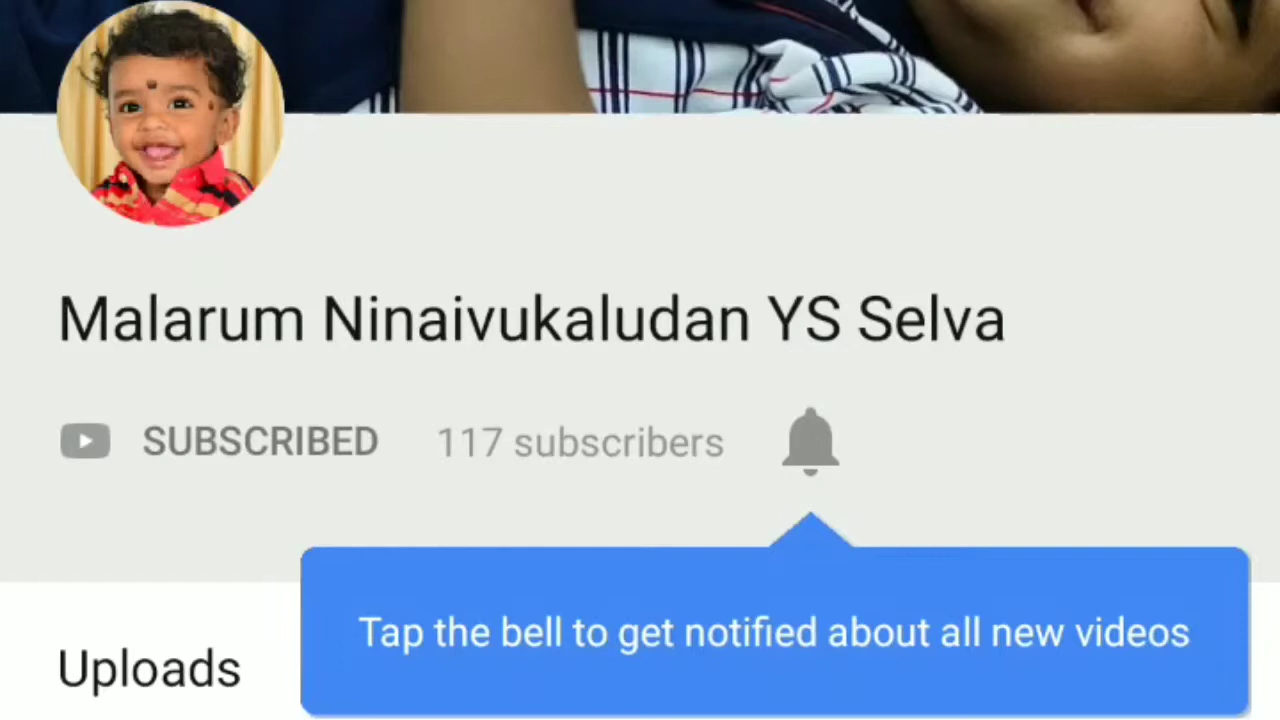 Malarum Ninaivukaludan YS Selva
SUBSCRIBED 117 subscribers
Tap the bell to get notified about all new videos
Uploads